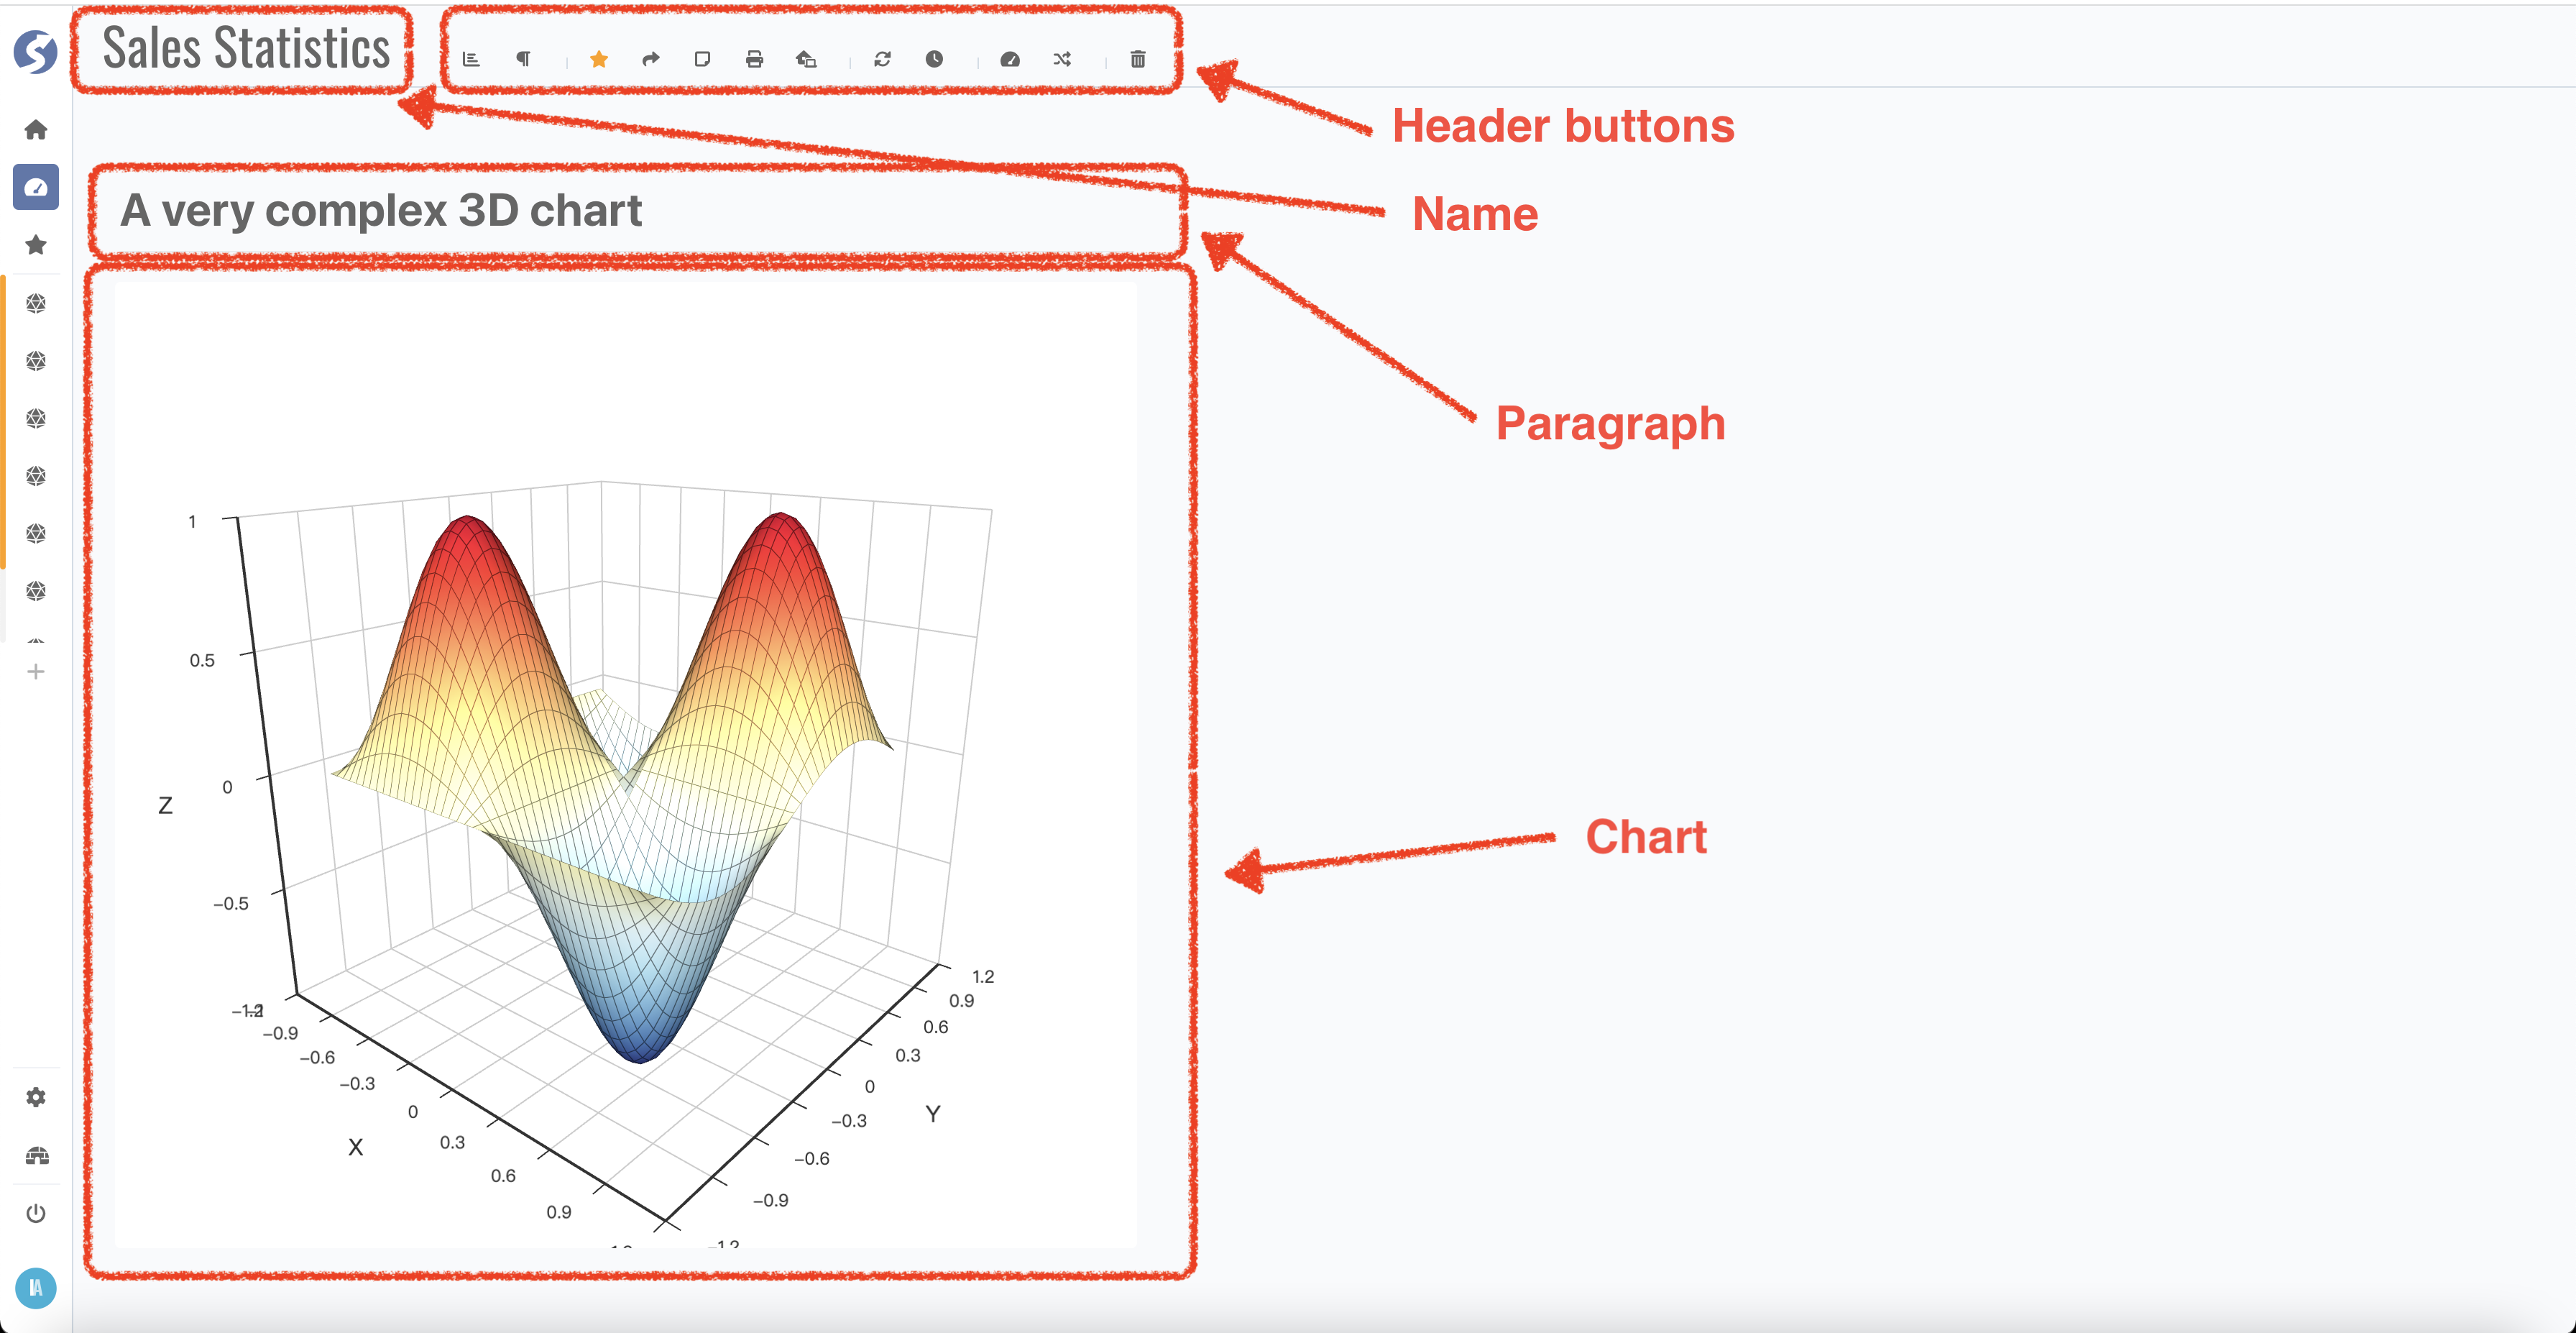 Sales Statistics
Header buttons
Name
A very complex 3D chart
Paragraph
Chart
1
0.5
0
−0.5
Z
−0.9
−0.6
−0.3
0
0.3
0.6
0.9
X
1.2
0.9
0.6
0.3
0
−0.3
−0.6
−0.9
−1.2
Y
IA